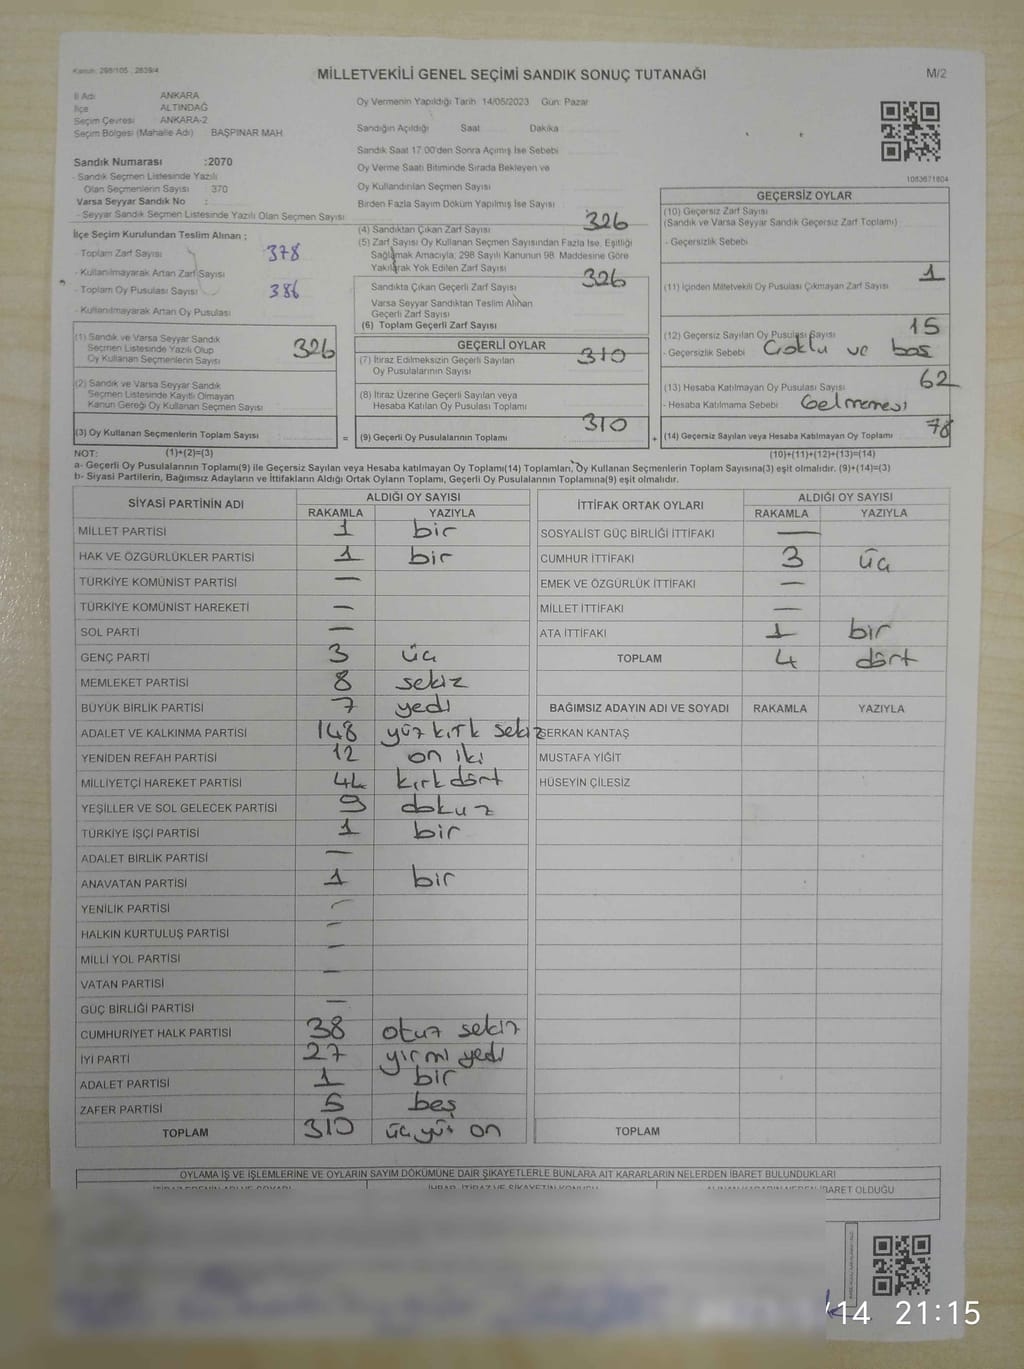 Kanun: 298/105 , 2839/4
MİLLETVEKİLİ GENEL SEÇİMİ SANDIK SONUÇ TUTANAĞI
M/2
İl Adı ANKARA
İlçe ALTINDAĞ
Seçim Çevresi ANKARA-2
Seçim Bölgesi (Mahalle Adı) : BAŞPINAR MAH
Sandık Numarası :2070
- Sandık Seçmen Listesinde Yazılı
Olan Seçmenlerin Sayısı : 370
Varsa Seyyar Sandık No :
- Seyyar Sandık Seçmen Listesinde Yazılı Olan Seçmen Sayısı
Oy Vermenin Yapıldığı Tarih 14/05/2023 Gün: Pazar
Sandığın Açıldığı Saat Dakika
Sandık Saat 17.00'den Sonra Açımış İse Sebebi
Oy Verme Saati Bitiminde Sırada Bekleyen ve
Oy Kullandırılan Seçmen Sayısı
Birden Fazla Sayım Döküm Yapılmış İse Sayısı
1083671604
İlçe Seçim Kurulundan Teslim Alınan :
- Toplam Zarf Sayısı 378
- Kullanılmayarak Artan Zarf Sayısı
- Toplam Oy Pusulası Sayısı 386
- Kullanılmayarak Artan Oy Pusulası
(1) Sandık ve Varsa Seyyar Sandık
Seçmen Listesinde Yazılı Olup
Oy Kullanan Seçmenlerin Sayısı 326
(2) Sandık ve Varsa Seyyar Sandık
Seçmen Listesinde Kayıtlı Olmayan
Kanun Gereği Oy Kullanan Seçmen Sayısı
(3) Oy Kullanan Seçmenlerin Toplam Sayısı
=
(4) Sandıktan Çıkan Zarf Sayısı 326
(5) Zarf Sayısı Oy Kullanan Seçmen Sayısından Fazla İse, Eşitliği
Sağlamak Amacıyla; 298 Sayılı Kanunun 98. Maddesine Göre
Yakılarak Yok Edilen Zarf Sayısı
Sandıkta Çıkan Geçerli Zarf Sayısı 326
Varsa Seyyar Sandıktan Teslim Alınan
Geçerli Zarf Sayısı
(6) Toplam Geçerli Zarf Sayısı
GEÇERLİ OYLAR
(7) İtiraz Edilmeksizin Geçerli Sayılan
Oy Pusulalarının Sayısı 310
(8) İtiraz Üzerine Geçerli Sayılan veya
Hesaba Katılan Oy Pusulası Toplamı
(9) Geçerli Oy Pusulalarının Toplamı 310
+
GEÇERSİZ OYLAR
(10) Geçersiz Zarf Sayısı
(Sandık ve Varsa Seyyar Sandık Geçersiz Zarf Toplamı)
- Geçersizlik Sebebi
(11) İçinden Milletvekili Oy Pusulası Çıkmayan Zarf Sayısı 1
(12) Geçersiz Sayılan Oy Pusulası Sayısı 15
- Geçersizlik Sebebi Çoklu ve boş
(13) Hesaba Katılmayan Oy Pusulası Sayısı 62
- Hesaba Katılmama Sebebi Gelmemesi
(14) Geçersiz Sayılan veya Hesaba Katılmayan Oy Toplamı 78
NOT: (1)+(2)=(3) (10)+(11)+(12)+(13)=(14)
a- Geçerli Oy Pusulalarının Toplamı(9) ile Geçersiz Sayılan veya Hesaba katılmayan Oy Toplamı(14) Toplamları, Oy Kullanan Seçmenlerin Toplam Sayısına(3) eşit olmalıdır. (9)+(14)=(3)
b- Siyasi Partilerin, Bağımsız Adayların ve İttifakların Aldığı Ortak Oyların Toplamı, Geçerli Oy Pusulalarının Toplamına(9) eşit olmalıdır.
SİYASİ PARTİNİN ADI ALDIĞI OY SAYISI
RAKAMLA YAZIYLA
MİLLET PARTİSİ 1 bir
HAK VE ÖZGÜRLÜKLER PARTİSİ 1 bir
TÜRKİYE KOMÜNİST PARTİSİ —
TÜRKİYE KOMÜNİST HAREKETİ —
SOL PARTİ —
GENÇ PARTİ 3 üç
MEMLEKET PARTİSİ 8 sekiz
BÜYÜK BİRLİK PARTİSİ 7 yedi
ADALET VE KALKINMA PARTİSİ 148 yüz kırk sekiz
YENİDEN REFAH PARTİSİ 12 on iki
MİLLİYETÇİ HAREKET PARTİSİ 44 kırk dört
YEŞİLLER VE SOL GELECEK PARTİSİ 9 dokuz
TÜRKİYE İŞÇİ PARTİSİ 1 bir
ADALET BİRLİK PARTİSİ —
ANAVATAN PARTİSİ 1 bir
YENİLİK PARTİSİ —
HALKIN KURTULUŞ PARTİSİ —
MİLLİ YOL PARTİSİ —
VATAN PARTİSİ —
GÜÇ BİRLİĞİ PARTİSİ —
CUMHURİYET HALK PARTİSİ 38 otuz sekiz
İYİ PARTİ 27 yirmi yedi
ADALET PARTİSİ 1 bir
ZAFER PARTİSİ 5 beş
TOPLAM 310 üç yüz on
İTTİFAK ORTAK OYLARI ALDIĞI OY SAYISI
RAKAMLA YAZIYLA
SOSYALİST GÜÇ BİRLİĞİ İTTİFAKI —
CUMHUR İTTİFAKI 3 üç
EMEK VE ÖZGÜRLÜK İTTİFAKI —
MİLLET İTTİFAKI —
ATA İTTİFAKI 1 bir
TOPLAM 4 dört
BAĞIMSIZ ADAYIN ADI VE SOYADI RAKAMLA YAZIYLA
SERKAN KANTAŞ
MUSTAFA YİĞİT
HÜSEYİN ÇİLESİZ
TOPLAM
OYLAMA İŞ VE İŞLEMLERİNE VE OYLARIN SAYIM DÖKÜMÜNE DAİR ŞİKAYETLERLE BUNLARA AİT KARARLARIN NELERDEN İBARET BULUNDUKLARI
İBARET OLDUĞU
/14 21:15